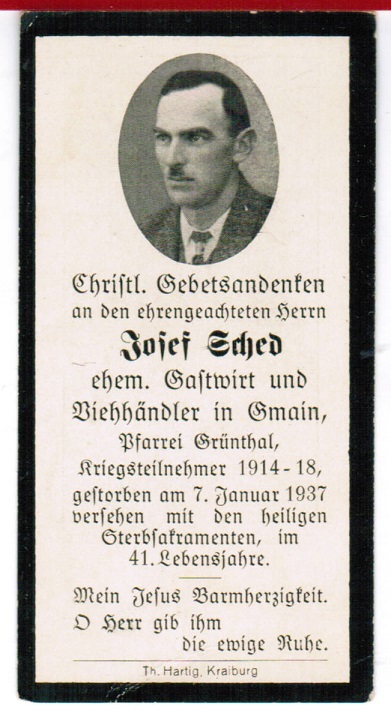 Christl. Gebetsandenken
an den ehrengeachteten Herrn
Josef Sched
ehem. Gastwirt und
Viehhändler in Gmain,
Pfarrei Grünthal,
Kriegsteilnehmer 1914-18,
gestorben am 7. Januar 1937
versehen mit den heiligen
Sterbsakramenten, im
41. Lebensjahre.
Mein Jesus Barmherzigkeit.
O Herr gib ihm
die ewige Ruhe.
Th. Hartig, Kraiburg